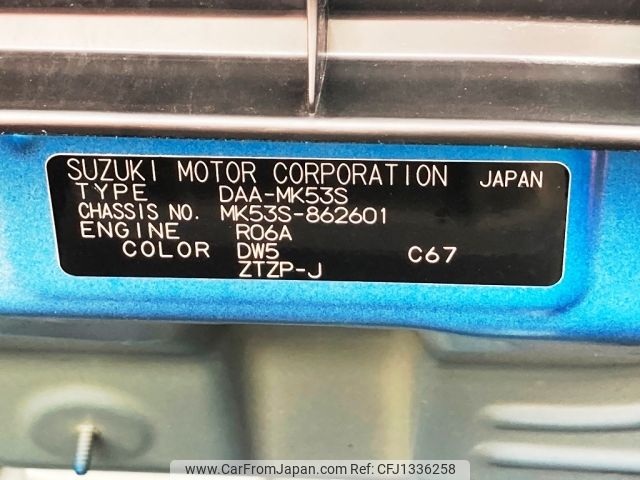 SUZUKI MOTOR CORPORATION JAPAN
TYPE DAA-MK53S
CHASSIS NO. MK53S-862601
ENGINE R06A
COLOR DW5 C67
ZTZP-J
www.CarFromJapan.com - CFJ1336258